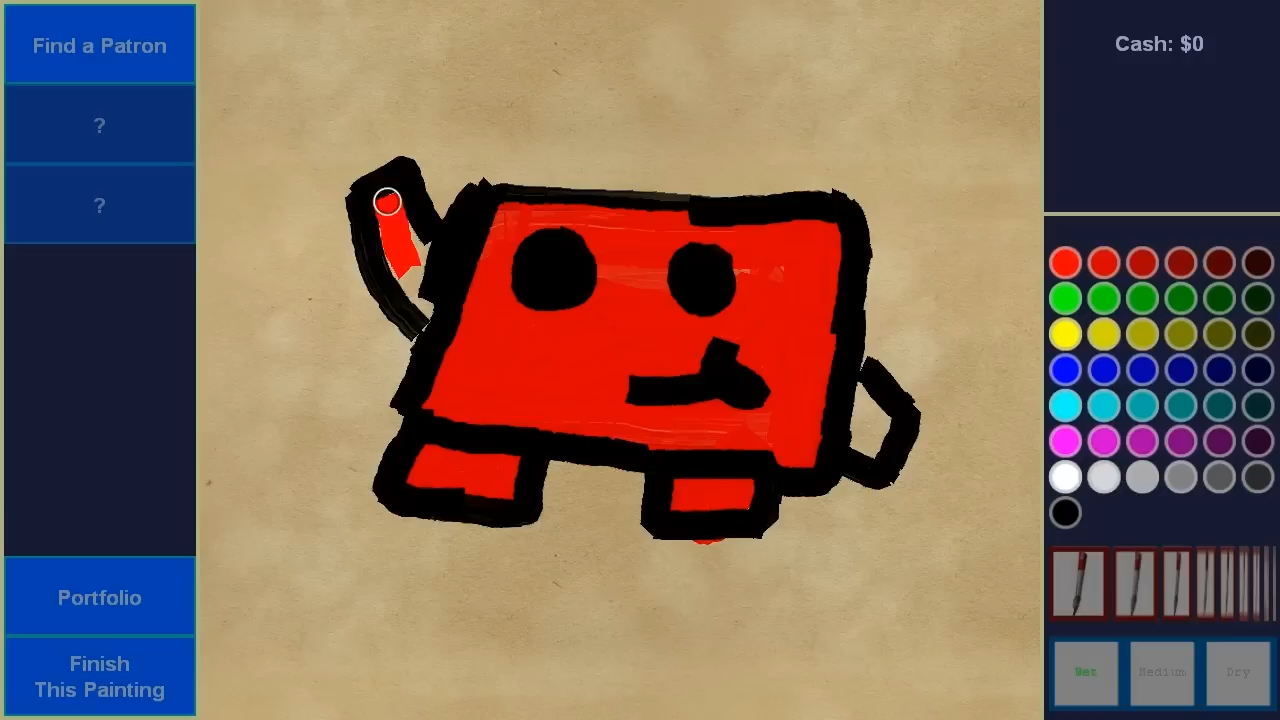 Find a Patron
?
?
Portfolio
Finish
This Painting
Cash: $0
Wet
Medium
Dry